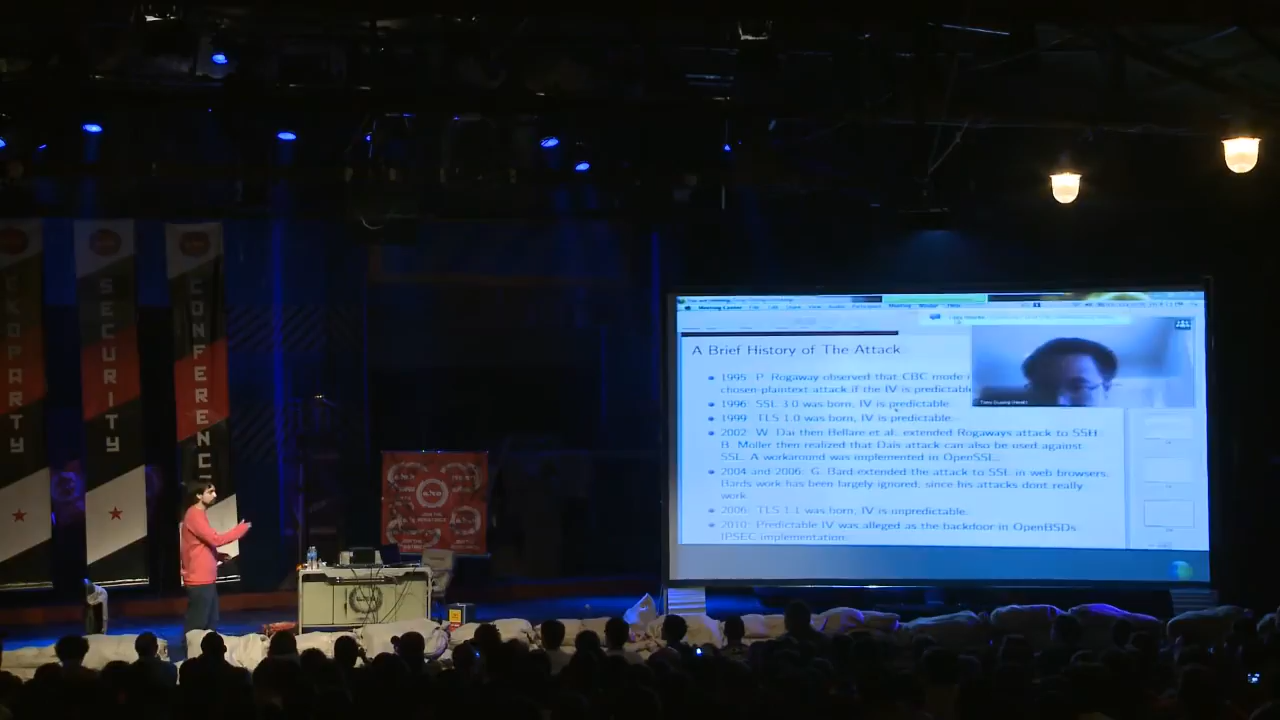 EKOPARTY
SECURITY
CONFERENC
A Brief History of The Attack
1995: P. Rogaway observed that CBC mode i
chosen-plaintext attack if the IV is predictable
1996: SSL 3.0 was born, IV is predictable.
1999: TLS 1.0 was born, IV is predictable.
2002: W. Dai then Bellare et al. extended Rogaways attack to SSH.
B. Moller then realized that Dais attack can also be used against
SSL. A workaround was implemented in OpenSSL.
2004 and 2006: G. Bard extended the attack to SSL in web browsers.
Bards work has been largely ignored, since his attacks dont really
work.
2006: TLS 1.1 was born, IV is unpredictable.
2010: Predictable IV was alleged as the backdoor in OpenBSDs
IPSEC implementation.